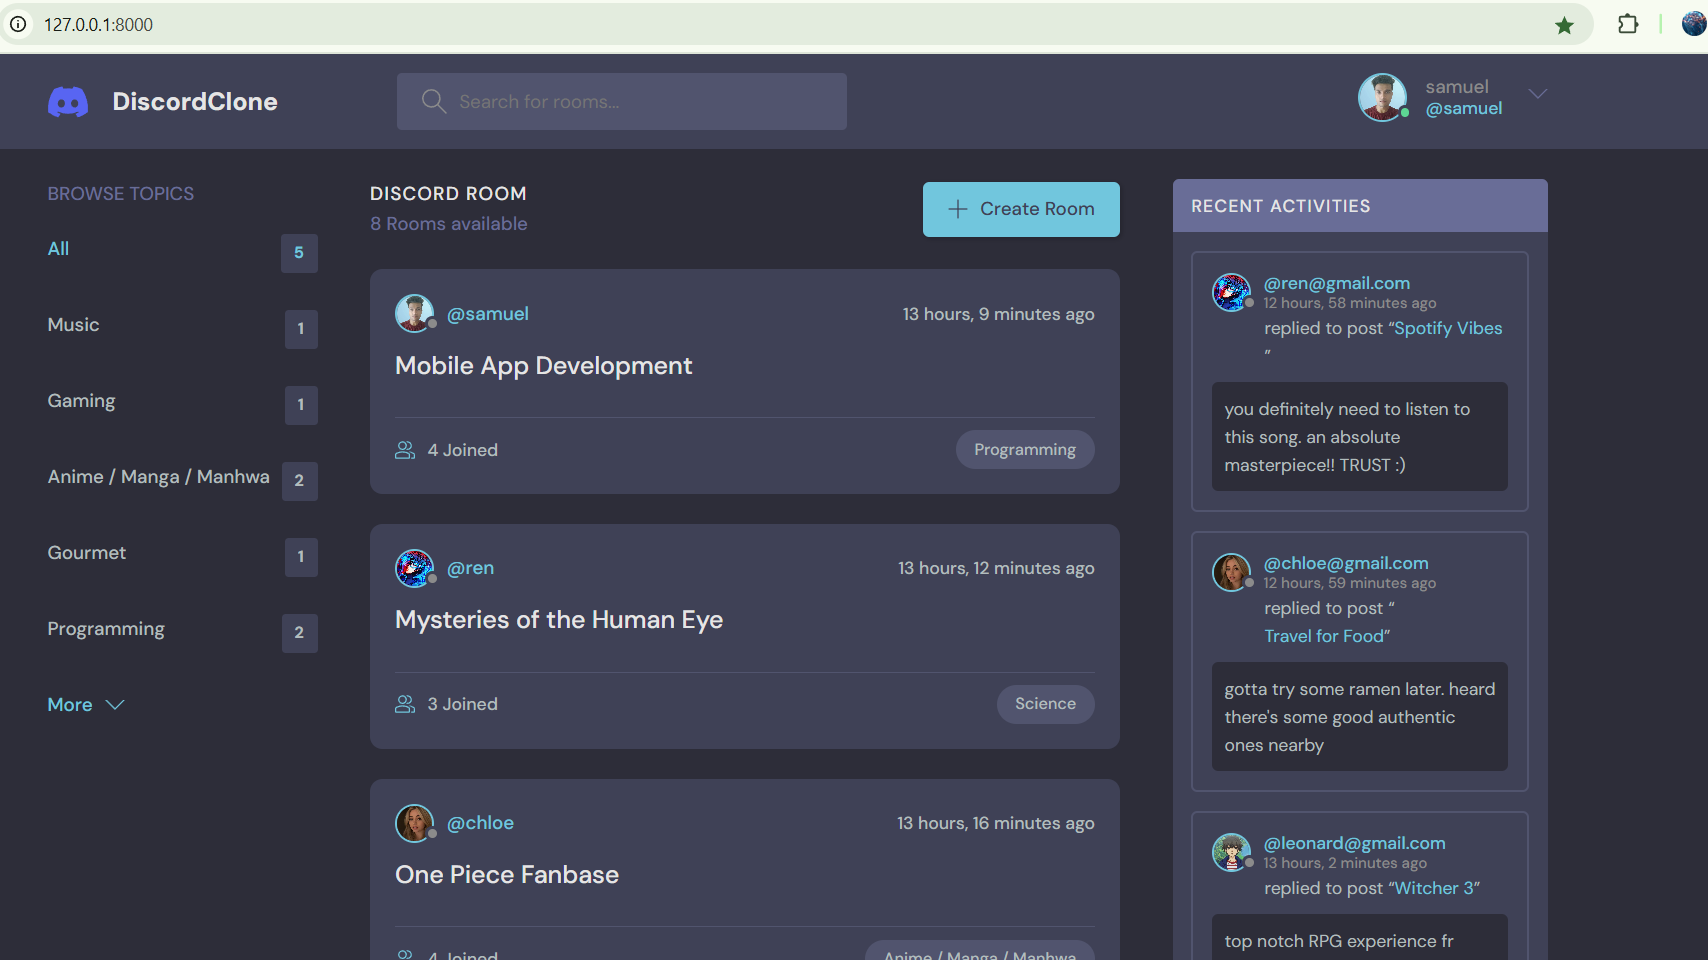 127.0.0.1:8000
DiscordClone
Search for rooms...
samuel
@samuel
BROWSE TOPICS
All
5
Music
1
Gaming
1
Anime / Manga / Manhwa
2
Gourmet
1
Programming
2
More
DISCORD ROOM
8 Rooms available
Create Room
@samuel
13 hours, 9 minutes ago
Mobile App Development
4 Joined
Programming
@ren
13 hours, 12 minutes ago
Mysteries of the Human Eye
3 Joined
Science
@chloe
13 hours, 16 minutes ago
One Piece Fanbase
4 Joined
Anime / Manga / Manhwa
RECENT ACTIVITIES
@ren@gmail.com
12 hours, 58 minutes ago
replied to post “Spotify Vibes
”
you definitely need to listen to
this song. an absolute
masterpiece!! TRUST :)
@chloe@gmail.com
12 hours, 59 minutes ago
replied to post “
Travel for Food”
gotta try some ramen later. heard
there's some good authentic
ones nearby
@leonard@gmail.com
13 hours, 2 minutes ago
replied to post “Witcher 3”
top notch RPG experience fr